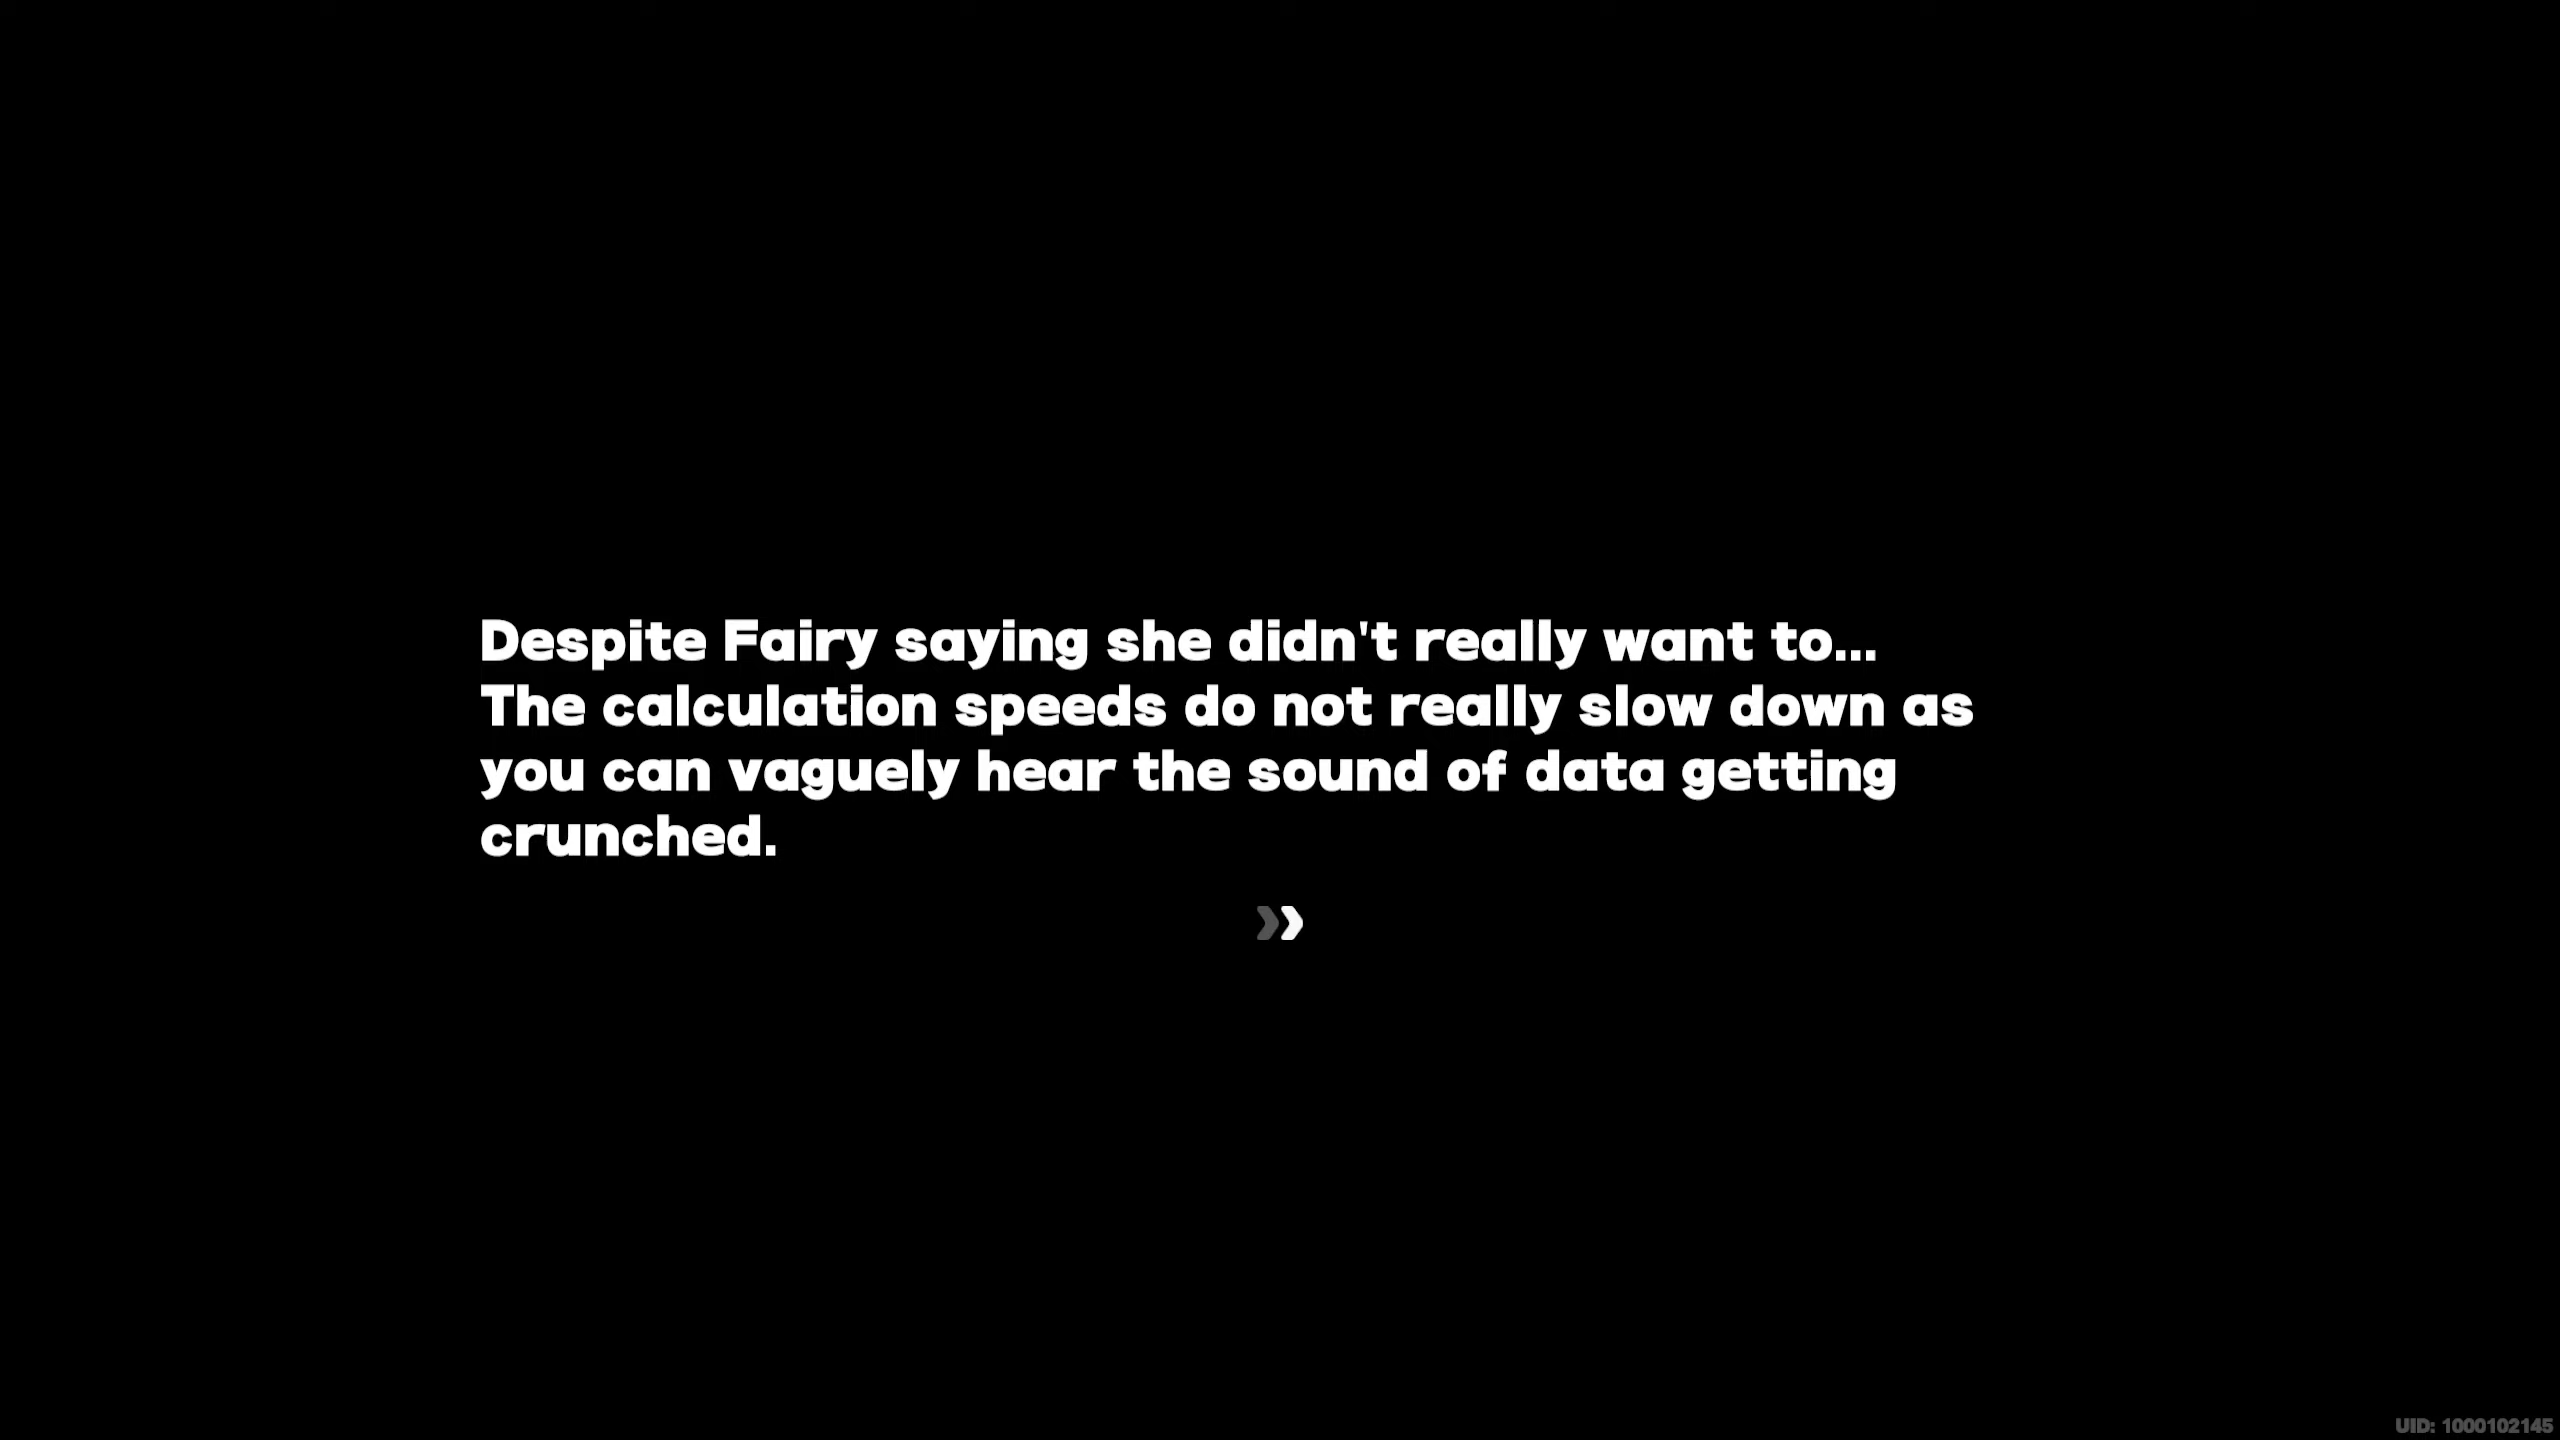 Despite Fairy saying she didn't really want to...
The calculation speeds do not really slow down as
you can vaguely hear the sound of data getting
crunched.
UID: 1000102145